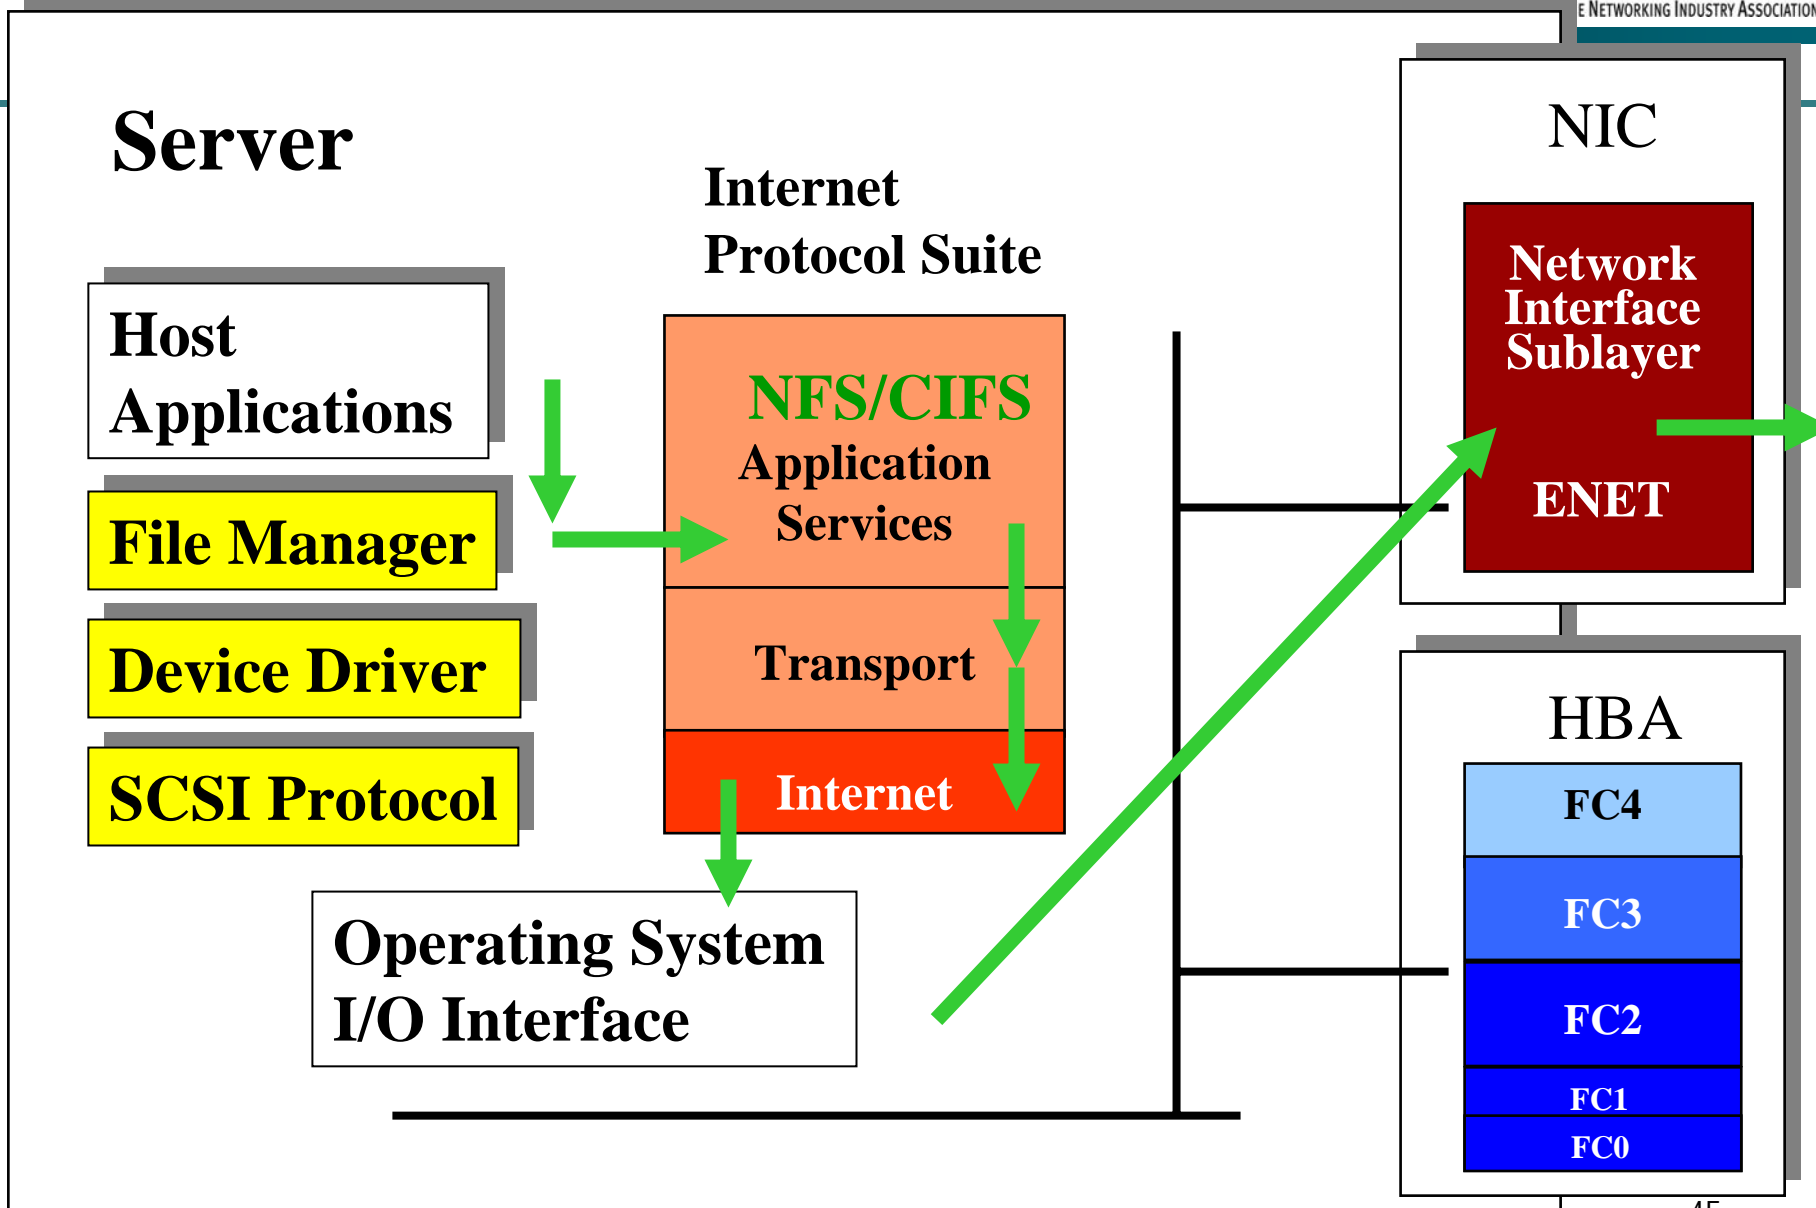 E NETWORKING INDUSTRY ASSOCIATION
Server
Internet
Protocol Suite
Host
Applications
File Manager
Device Driver
SCSI Protocol
NFS/CIFS
Application
Services
Transport
Internet
Operating System
I/O Interface
NIC
Network
Interface
Sublayer
ENET
HBA
FC4
FC3
FC2
FC1
FC0